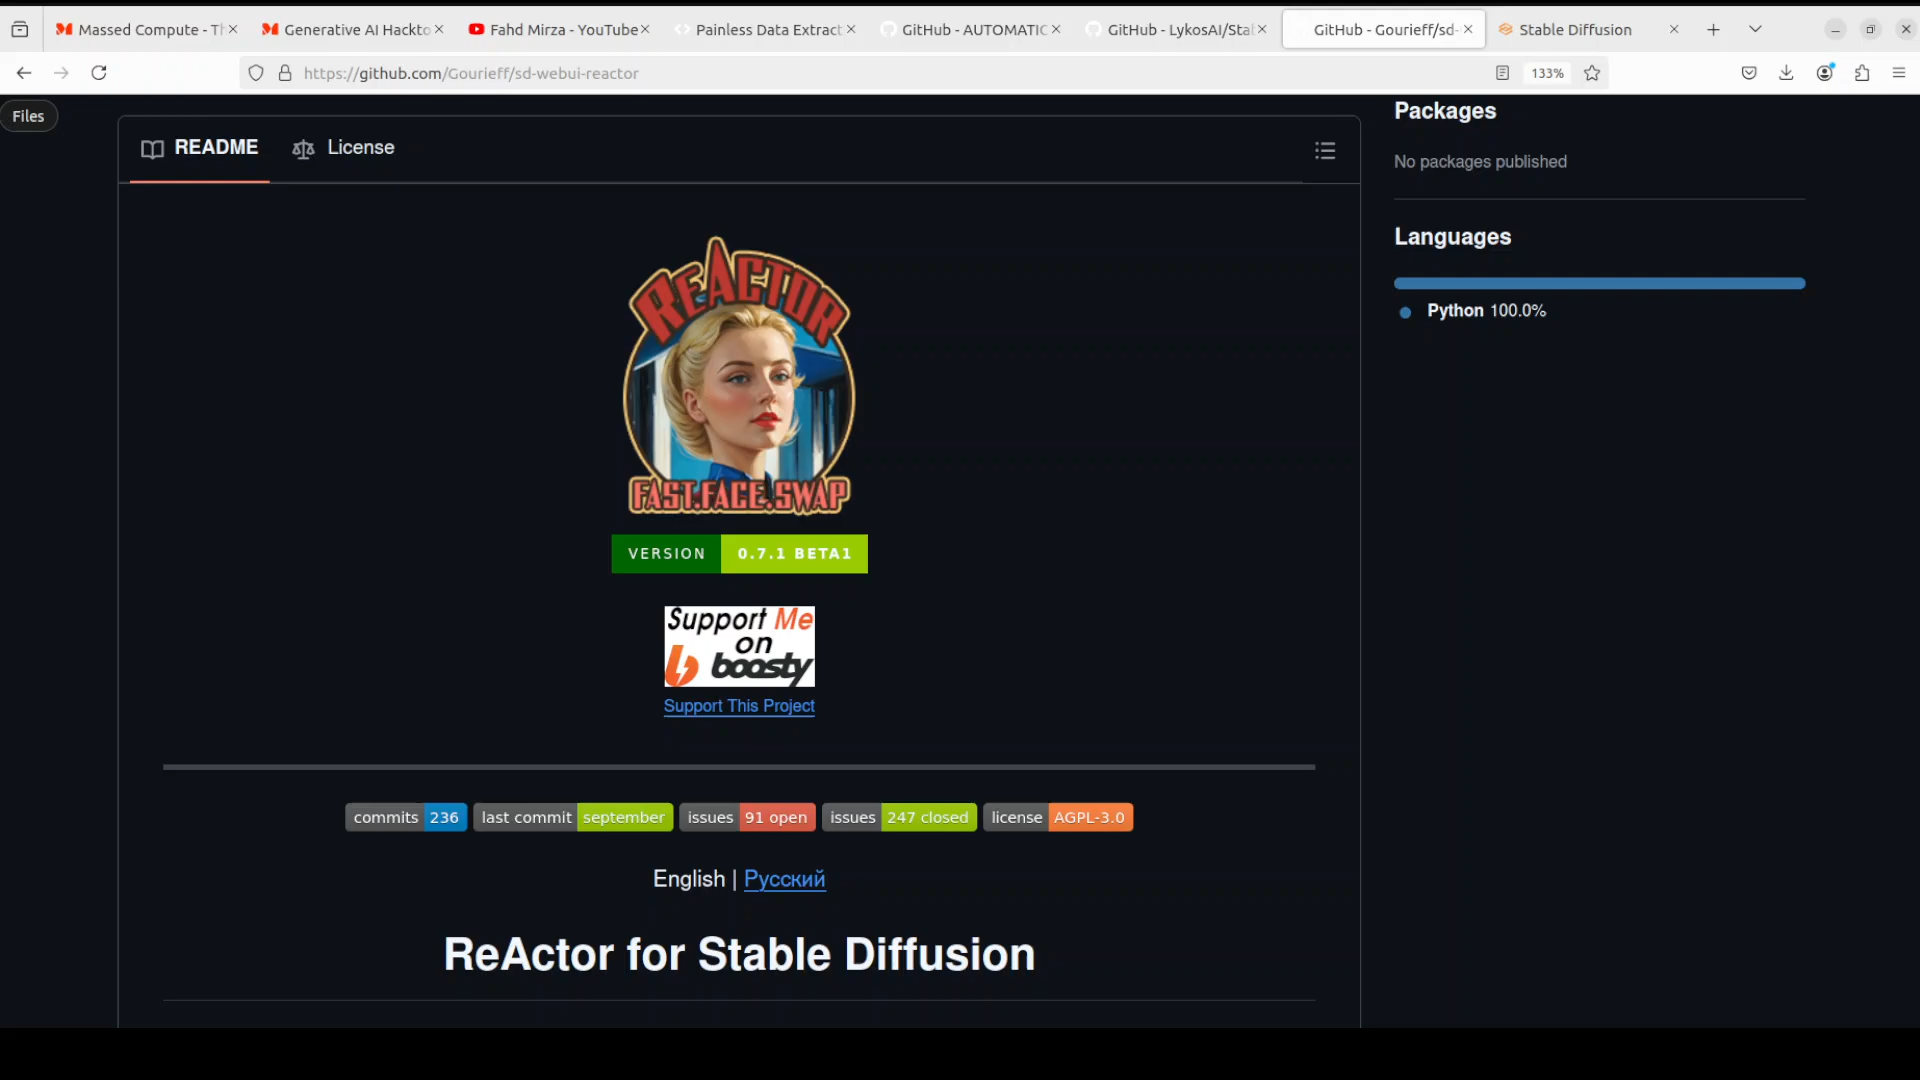 Massed Compute - Th
Generative AI Hackto
Fahd Mirza - YouTube
Painless Data Extract
GitHub - AUTOMATIC
GitHub - LykosAI/Stal
GitHub - Gourieff/sd-
Stable Diffusion
https://github.com/Gourieff/sd-webui-reactor
133%
Files
README
License
REACTOR
FAST.FACE.SWAP
VERSION 0.7.1 BETA1
Support Me
on
boosty
Support This Project
commits 236 last commit september issues 91 open issues 247 closed license AGPL-3.0
English | Русский
ReActor for Stable Diffusion
Packages
No packages published
Languages
Python 100.0%